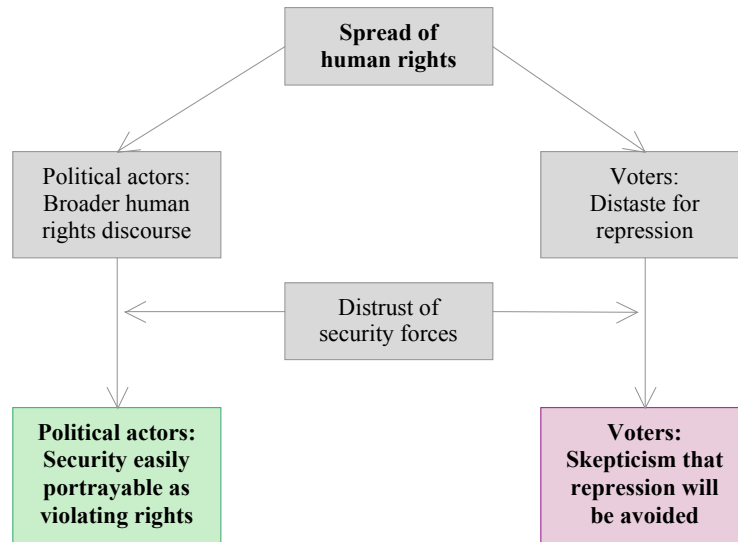 Spread of
human rights
Political actors:
Broader human
rights discourse
Voters:
Distaste for
repression
Distrust of
security forces
Political actors:
Security easily
portrayable as
violating rights
Voters:
Skepticism that
repression will
be avoided